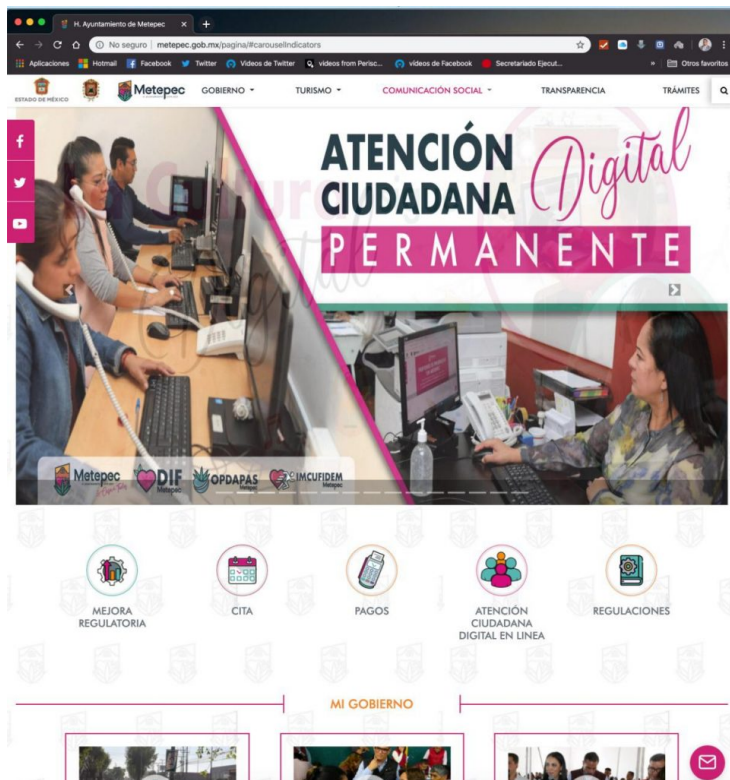 H. Ayuntamiento de Metepec
No seguro | metepec.gob.mx/pagina/#carouselIndicators
Aplicaciones Hotmail Facebook Twitter Videos de Twitter videos from Perisc... videos de Facebook Secretariado Ejecut... » Otros favoritos
ESTADO DE MÉXICO Metepec GOBIERNO TURISMO COMUNICACIÓN SOCIAL TRANSPARENCIA TRÁMITES
ATENCIÓN
CIUDADANA Digital
PERMANENTE
Metepec DIF Metepec OPDAPAS Metepec IMCUFIDEM Metepec
MEJORA
REGULATORIA
CITA
PAGOS
ATENCIÓN
CIUDADANA
DIGITAL EN LINEA
REGULACIONES
MI GOBIERNO